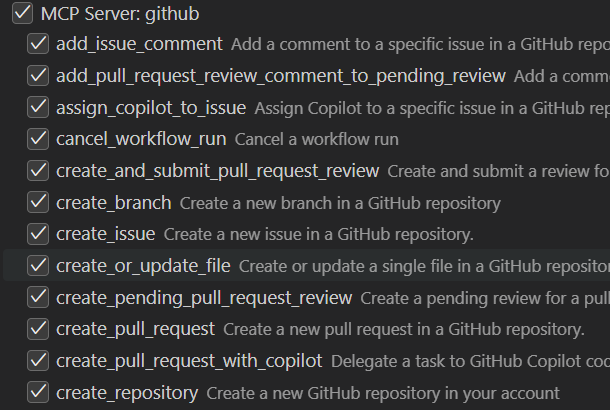 MCP Server: github
add_issue_comment Add a comment to a specific issue in a GitHub repo
add_pull_request_review_comment_to_pending_review Add a comm
assign_copilot_to_issue Assign Copilot to a specific issue in a GitHub rep
cancel_workflow_run Cancel a workflow run
create_and_submit_pull_request_review Create and submit a review fo
create_branch Create a new branch in a GitHub repository
create_issue Create a new issue in a GitHub repository.
create_or_update_file Create or update a single file in a GitHub repositor
create_pending_pull_request_review Create a pending review for a pull
create_pull_request Create a new pull request in a GitHub repository.
create_pull_request_with_copilot Delegate a task to GitHub Copilot cod
create_repository Create a new GitHub repository in your account